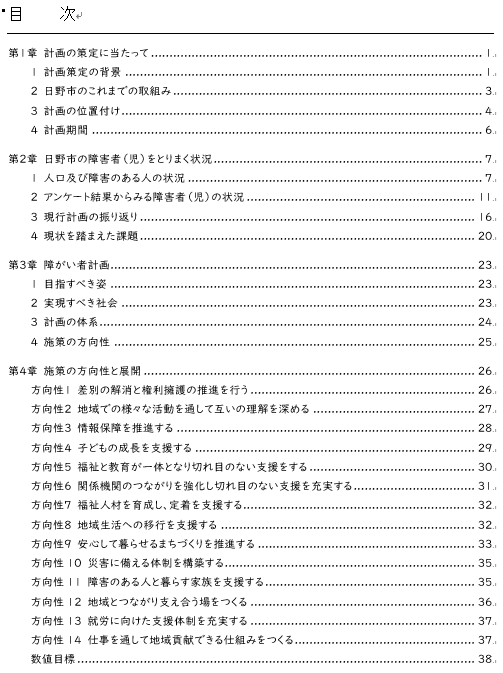 目　次
第1章 計画の策定に当たって 1
1 計画策定の背景 1
2 日野市のこれまでの取組み 3
3 計画の位置付け 4
4 計画期間 6
第2章 日野市の障害者（児）をとりまく状況 7
1 人口及び障害のある人の状況 7
2 アンケート結果からみる障害者（児）の状況 11
3 現行計画の振り返り 16
4 現状を踏まえた課題 20
第3章 障がい者計画 23
1 目指すべき姿 23
2 実現すべき社会 23
3 計画の体系 24
4 施策の方向性 25
第4章 施策の方向性と展開 26
方向性1 差別の解消と権利擁護の推進を行う 26
方向性2 地域での様々な活動を通して互いの理解を深める 27
方向性3 情報保障を推進する 28
方向性4 子どもの成長を支援する 29
方向性5 福祉と教育が一体となり切れ目のない支援をする 30
方向性6 関係機関のつながりを強化し切れ目のない支援を充実する 31
方向性7 福祉人材を育成し、定着を支援する 32
方向性8 地域生活への移行を支援する 32
方向性9 安心して暮らせるまちづくりを推進する 33
方向性10 災害に備える体制を構築する 35
方向性11 障害のある人と暮らす家族を支援する 35
方向性12 地域とつながり支え合う場をつくる 36
方向性13 就労に向けた支援体制を充実する 37
方向性14 仕事を通して地域貢献できる仕組みをつくる 37
数値目標 38